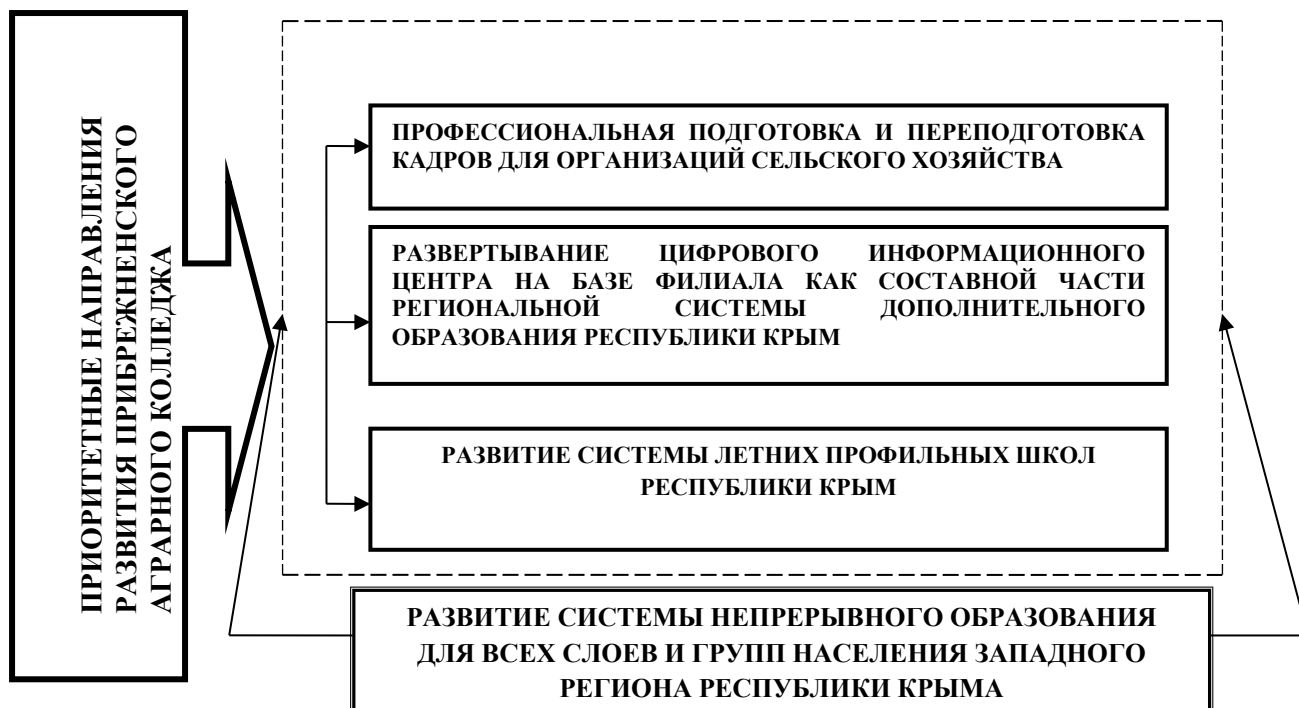 ПРИОРИТЕТНЫЕ НАПРАВЛЕНИЯ
РАЗВИТИЯ ПРИБРЕЖНЕНСКОГО
АГРАРНОГО КОЛЛЕДЖА
ПРОФЕССИОНАЛЬНАЯ ПОДГОТОВКА И ПЕРЕПОДГОТОВКА
КАДРОВ ДЛЯ ОРГАНИЗАЦИЙ СЕЛЬСКОГО ХОЗЯЙСТВА
РАЗВЕРТЫВАНИЕ ЦИФРОВОГО ИНФОРМАЦИОННОГО
ЦЕНТРА НА БАЗЕ ФИЛИАЛА КАК СОСТАВНОЙ ЧАСТИ
РЕГИОНАЛЬНОЙ СИСТЕМЫ ДОПОЛНИТЕЛЬНОГО
ОБРАЗОВАНИЯ РЕСПУБЛИКИ КРЫМ
РАЗВИТИЕ СИСТЕМЫ ЛЕТНИХ ПРОФИЛЬНЫХ ШКОЛ
РЕСПУБЛИКИ КРЫМ
РАЗВИТИЕ СИСТЕМЫ НЕПРЕРЫВНОГО ОБРАЗОВАНИЯ
ДЛЯ ВСЕХ СЛОЕВ И ГРУПП НАСЕЛЕНИЯ ЗАПАДНОГО
РЕГИОНА РЕСПУБЛИКИ КРЫМА